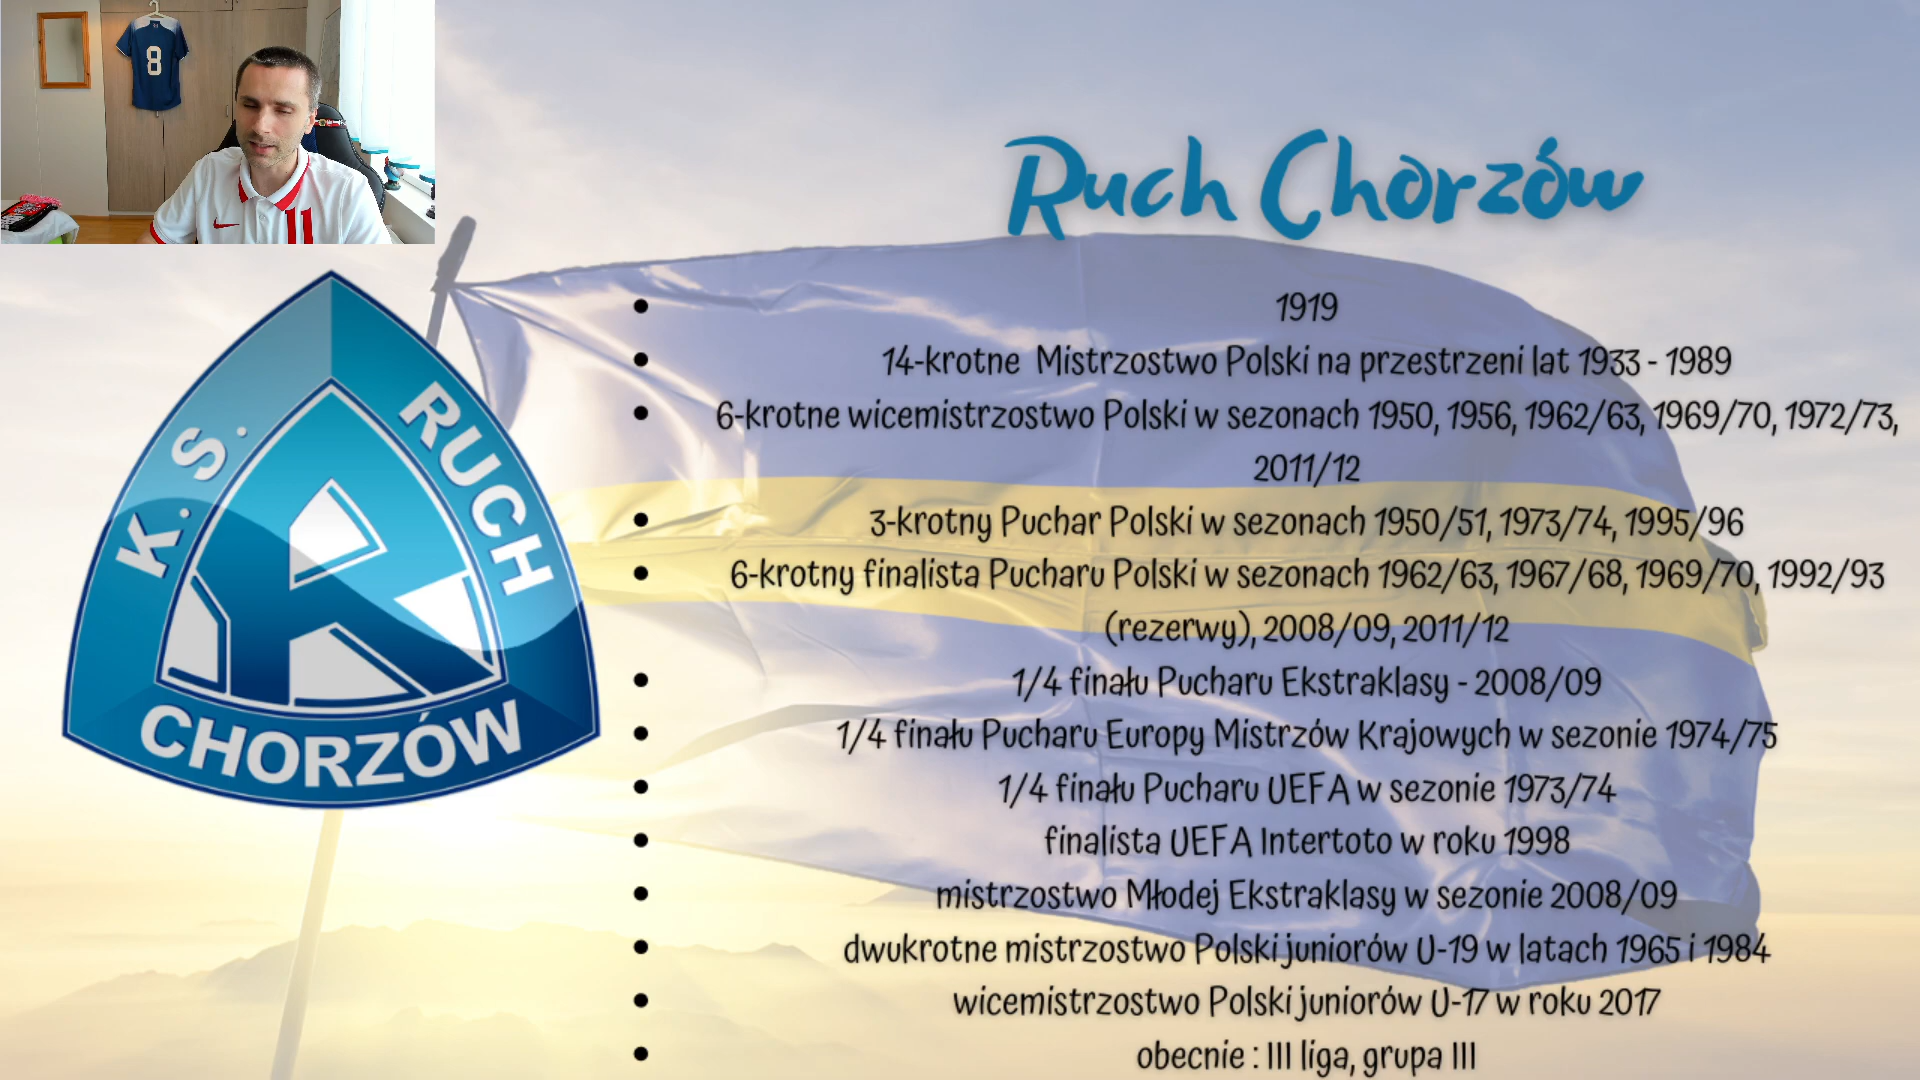 8
11
Ruch Chorzów
K. S. RUCH
CHORZÓW
1919
14-krotne Mistrzostwo Polski na przestrzeni lat 1933 - 1989
6-krotne wicemistrzostwo Polski w sezonach 1950, 1956, 1962/63, 1969/70, 1972/73,
2011/12
3-krotny Puchar Polski w sezonach 1950/51, 1973/74, 1995/96
6-krotny finalista Pucharu Polski w sezonach 1962/63, 1967/68, 1969/70, 1992/93
(rezerwy), 2008/09, 2011/12
1/4 finału Pucharu Ekstraklasy - 2008/09
1/4 finału Pucharu Europy Mistrzów Krajowych w sezonie 1974/75
1/4 finału Pucharu UEFA w sezonie 1973/74
finalista UEFA Intertoto w roku 1998
mistrzostwo Młodej Ekstraklasy w sezonie 2008/09
dwukrotne mistrzostwo Polski juniorów U-19 w latach 1965 i 1984
wicemistrzostwo Polski juniorów U-17 w roku 2017
obecnie : III liga, grupa III